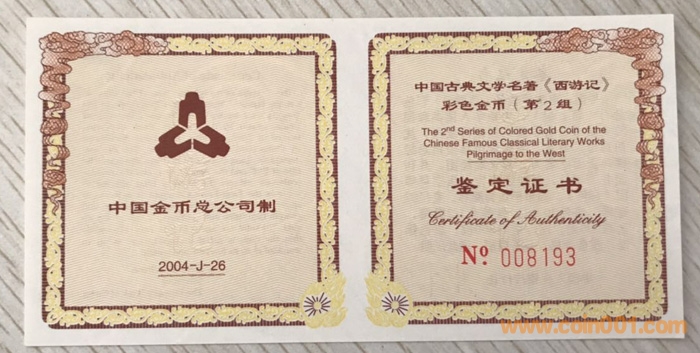 中国金币总公司制
2004-J-26
中国古典文学名著《西游记》
彩色金币（第2组）
The 2nd Series of Colored Gold Coin of the
Chinese Famous Classical Literary Works
Pilgrimage to the West
鉴定证书
Certificate of Authenticity
No 008193
www.coin001.com